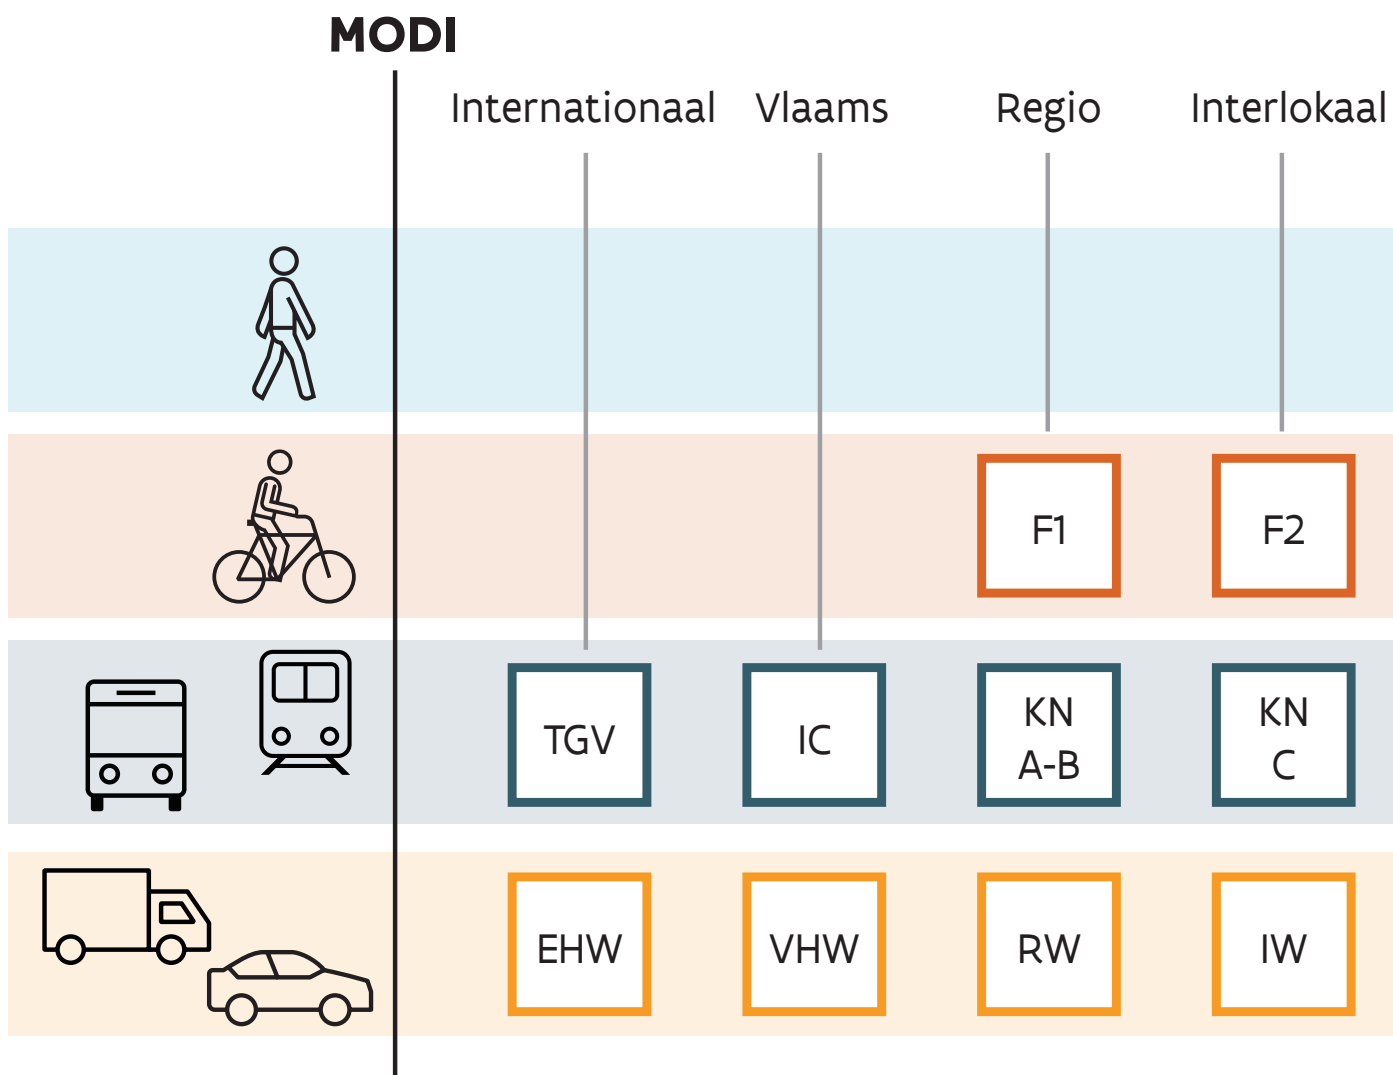 MODI
Internationaal Vlaams Regio Interlokaal
F1 F2
TGV IC KN A-B KN C
EHW VHW RW IW